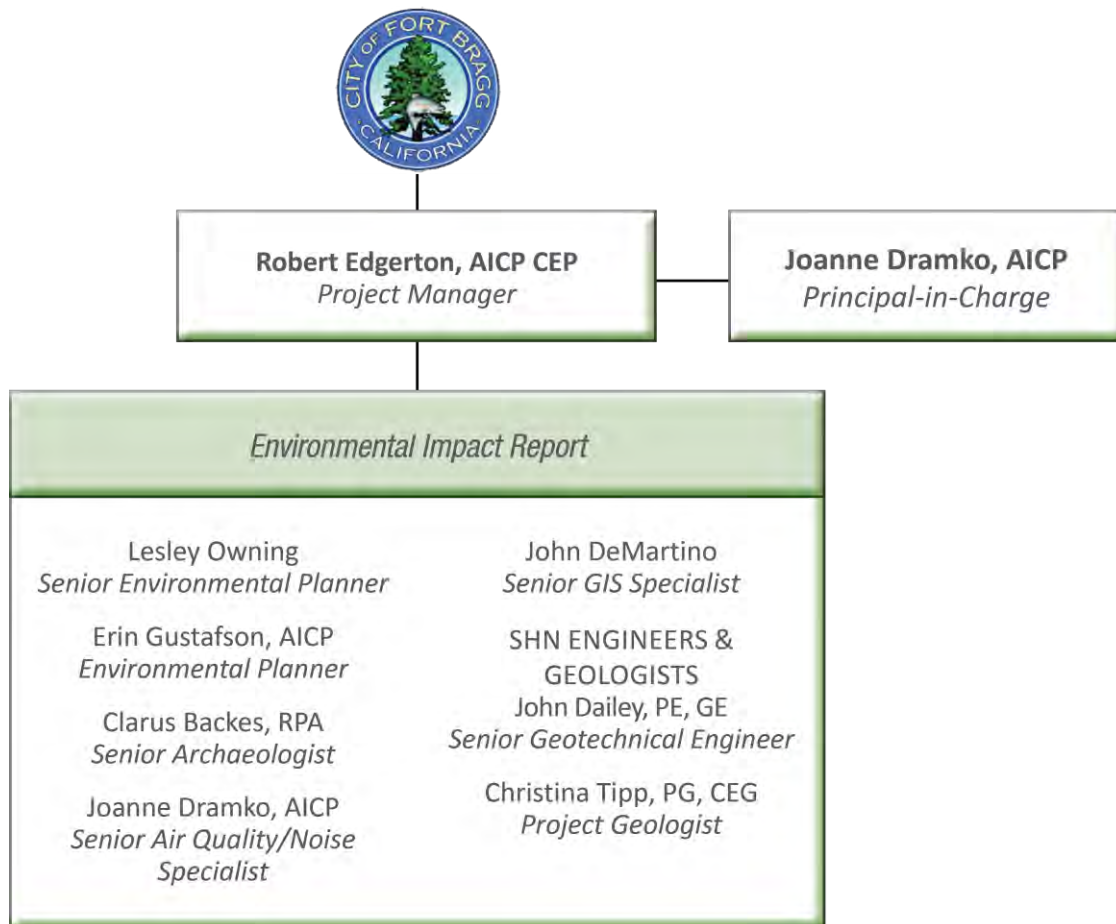 CITY OF FORT BRAGG
CALIFORNIA
Robert Edgerton, AICP CEP
Project Manager
Joanne Dramko, AICP
Principal-in-Charge
Environmental Impact Report
Lesley Owning
Senior Environmental Planner
Erin Gustafson, AICP
Environmental Planner
Clarus Backes, RPA
Senior Archaeologist
Joanne Dramko, AICP
Senior Air Quality/Noise
Specialist
John DeMartino
Senior GIS Specialist
SHN ENGINEERS &
GEOLOGISTS
John Dailey, PE, GE
Senior Geotechnical Engineer
Christina Tipp, PG, CEG
Project Geologist